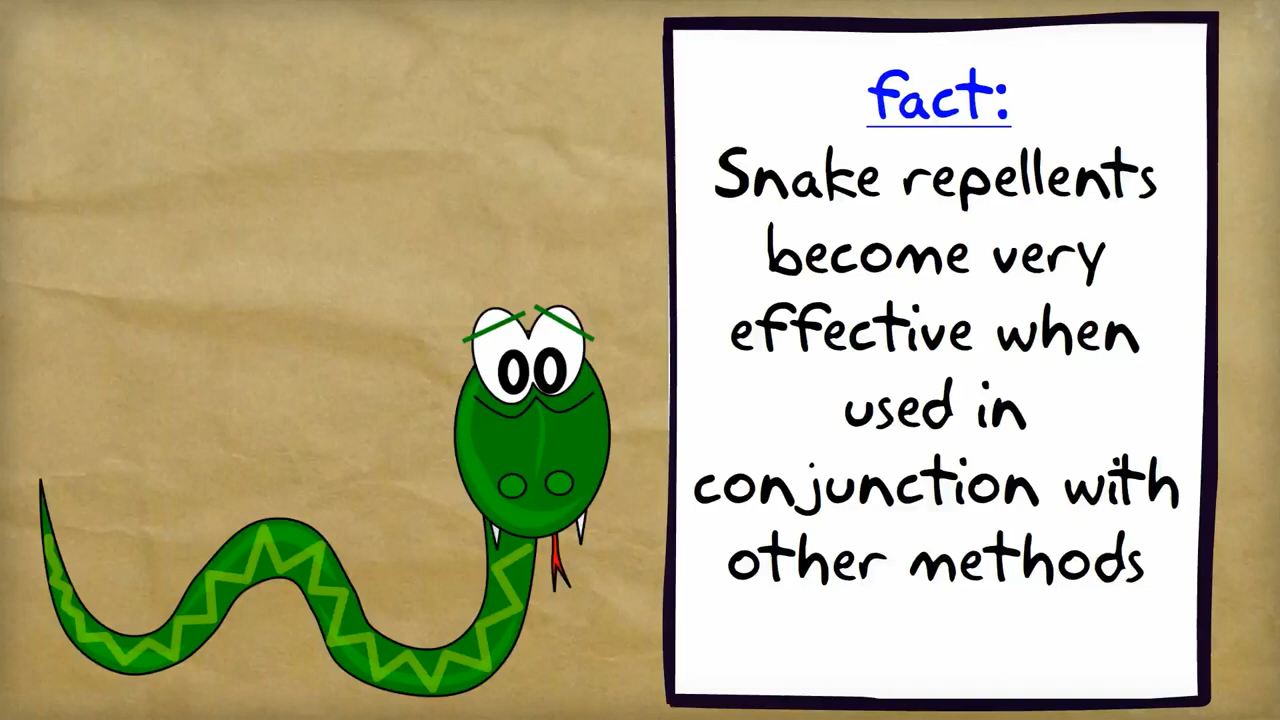 fact:
Snake repellents
become very
effective when
used in
conjunction with
other methods